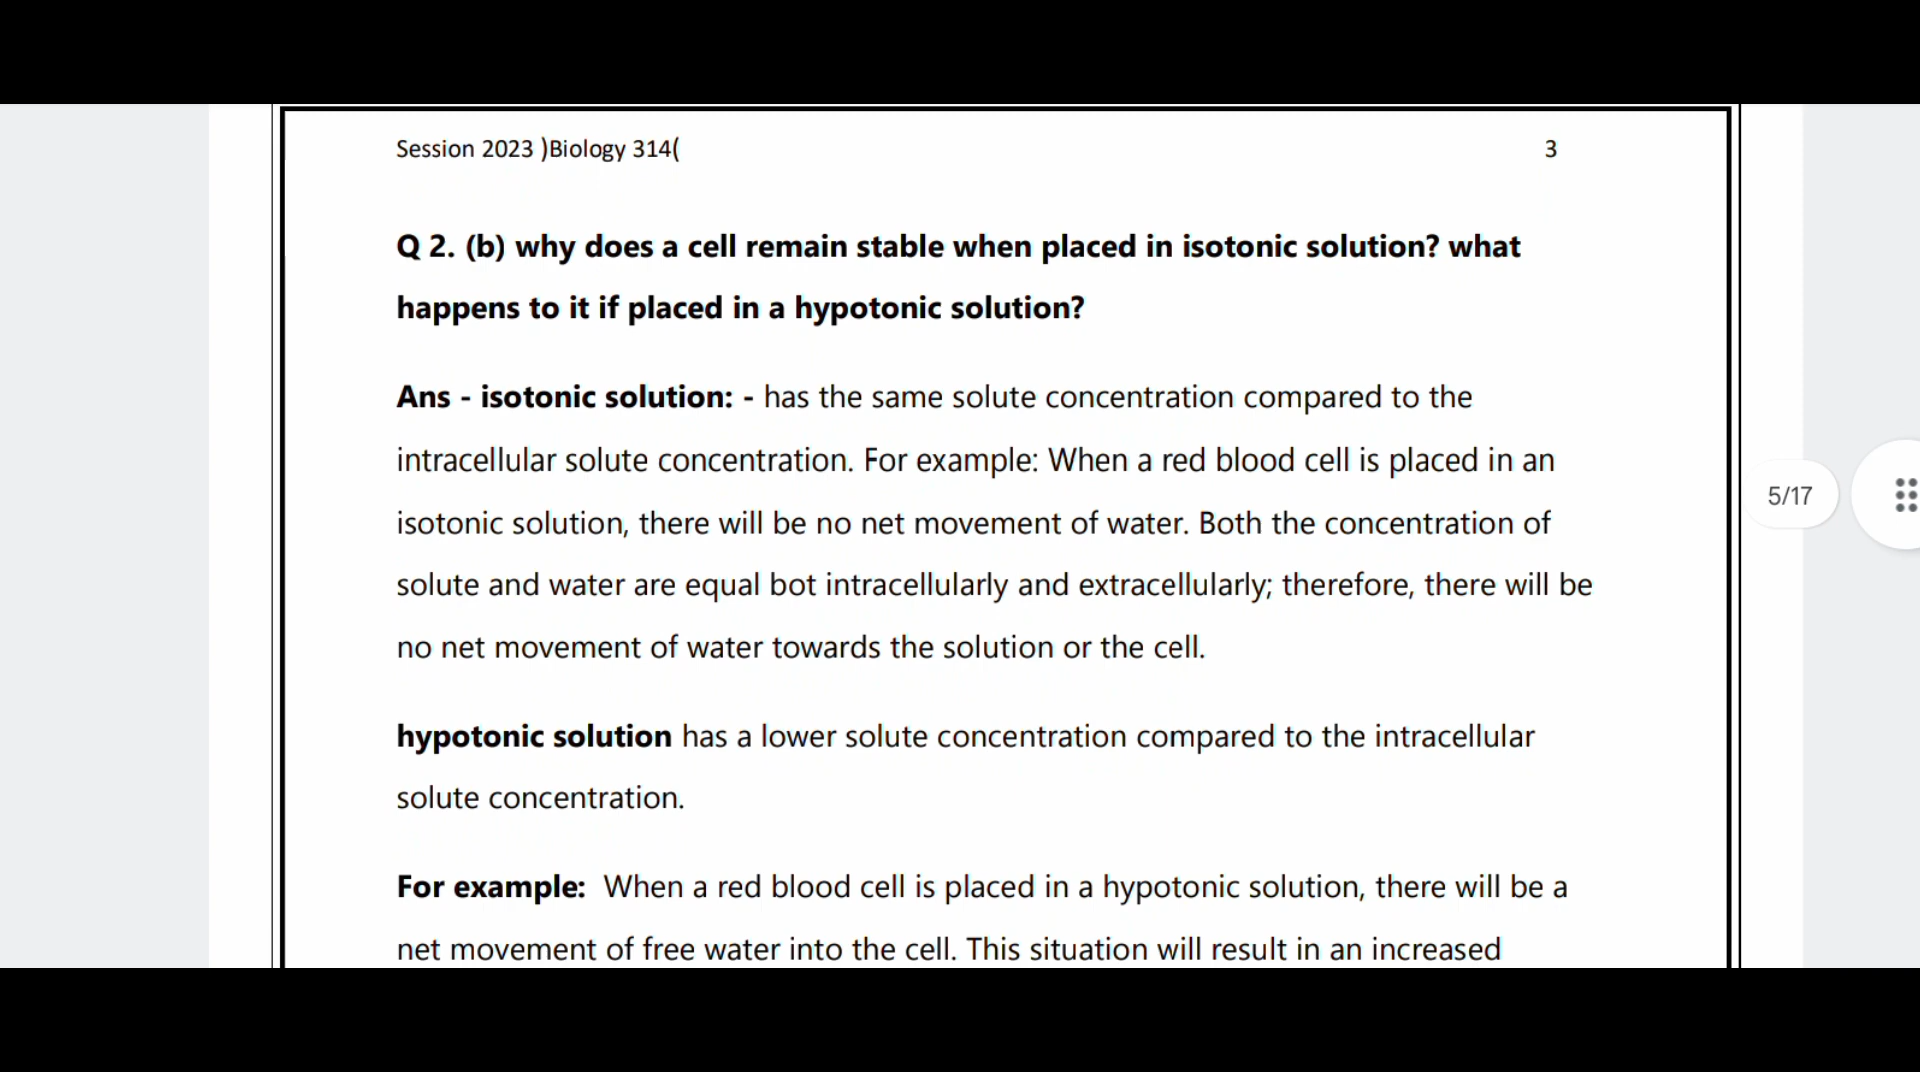 Session 2023 )Biology 314(
3
Q 2. (b) why does a cell remain stable when placed in isotonic solution? what
happens to it if placed in a hypotonic solution?
Ans - isotonic solution: - has the same solute concentration compared to the
intracellular solute concentration. For example: When a red blood cell is placed in an
isotonic solution, there will be no net movement of water. Both the concentration of
solute and water are equal bot intracellularly and extracellularly; therefore, there will be
no net movement of water towards the solution or the cell.
hypotonic solution has a lower solute concentration compared to the intracellular
solute concentration.
For example: When a red blood cell is placed in a hypotonic solution, there will be a
net movement of free water into the cell. This situation will result in an increased
5/17